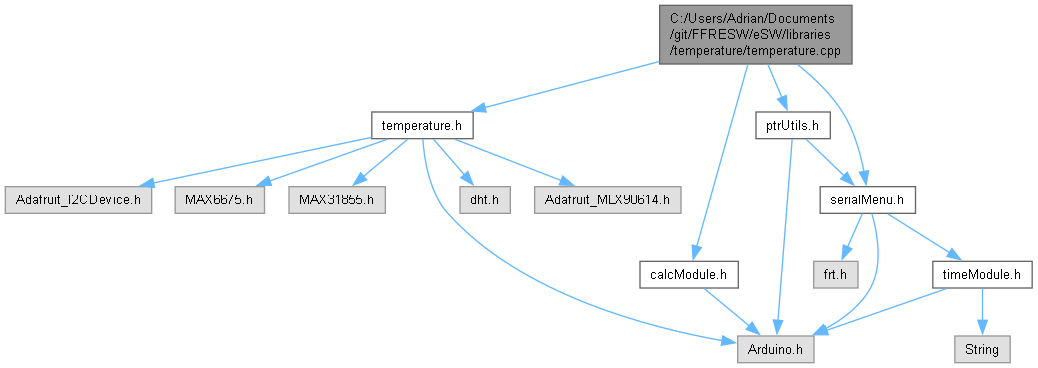 C:/Users/Adrian/Documents
/git/FFRESW/eSW/libraries
/temperature/temperature.cpp
temperature.h
ptrUtils.h
Adafruit_I2CDevice.h
MAX6675.h
MAX31855.h
dht.h
Adafruit_MLX90614.h
serialMenu.h
calcModule.h
frt.h
timeModule.h
Arduino.h
String